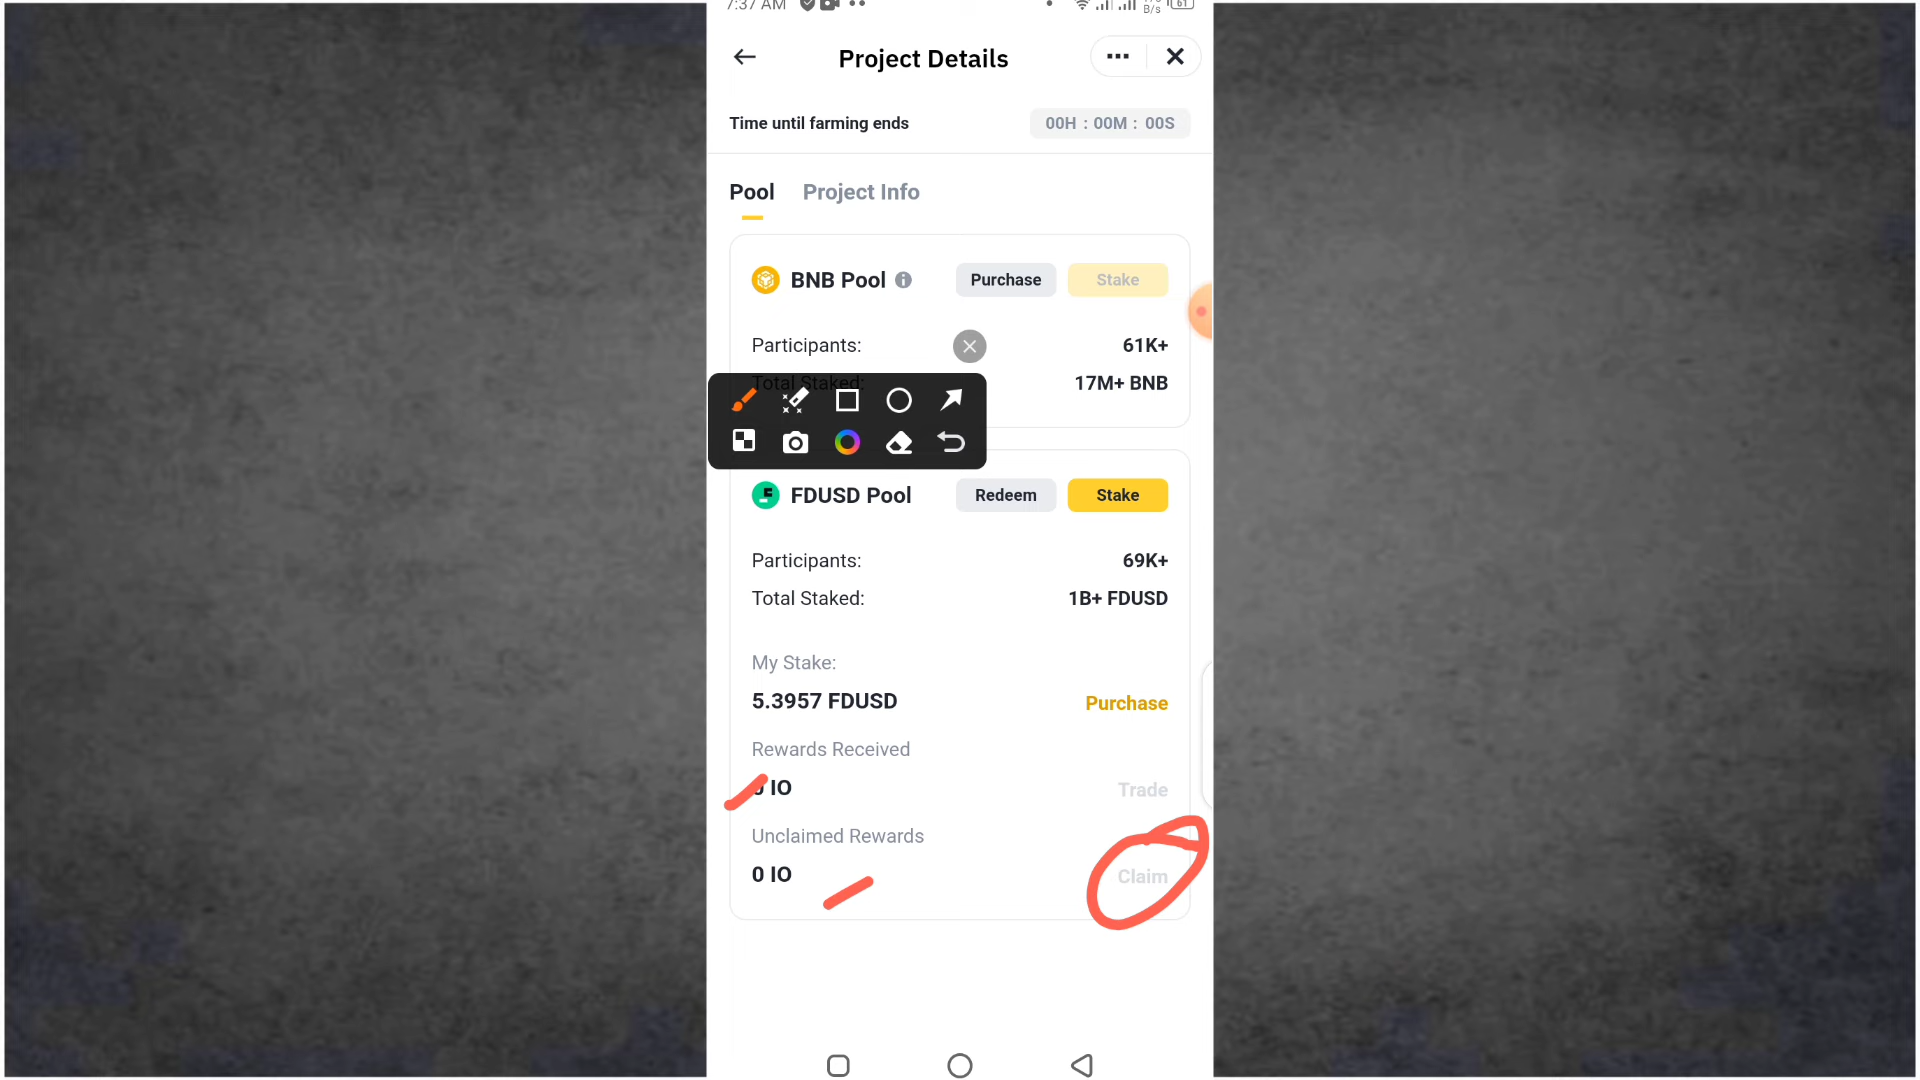 7:37 AM
B/s
61
Project Details
Time until farming ends
00H : 00M : 00S
Pool Project Info
BNB Pool Purchase Stake
Participants: 61K+
Total Staked: 17M+ BNB
FDUSD Pool Redeem Stake
Participants: 69K+
Total Staked: 1B+ FDUSD
My Stake:
5.3957 FDUSD Purchase
Rewards Received
0 IO Trade
Unclaimed Rewards
0 IO Claim